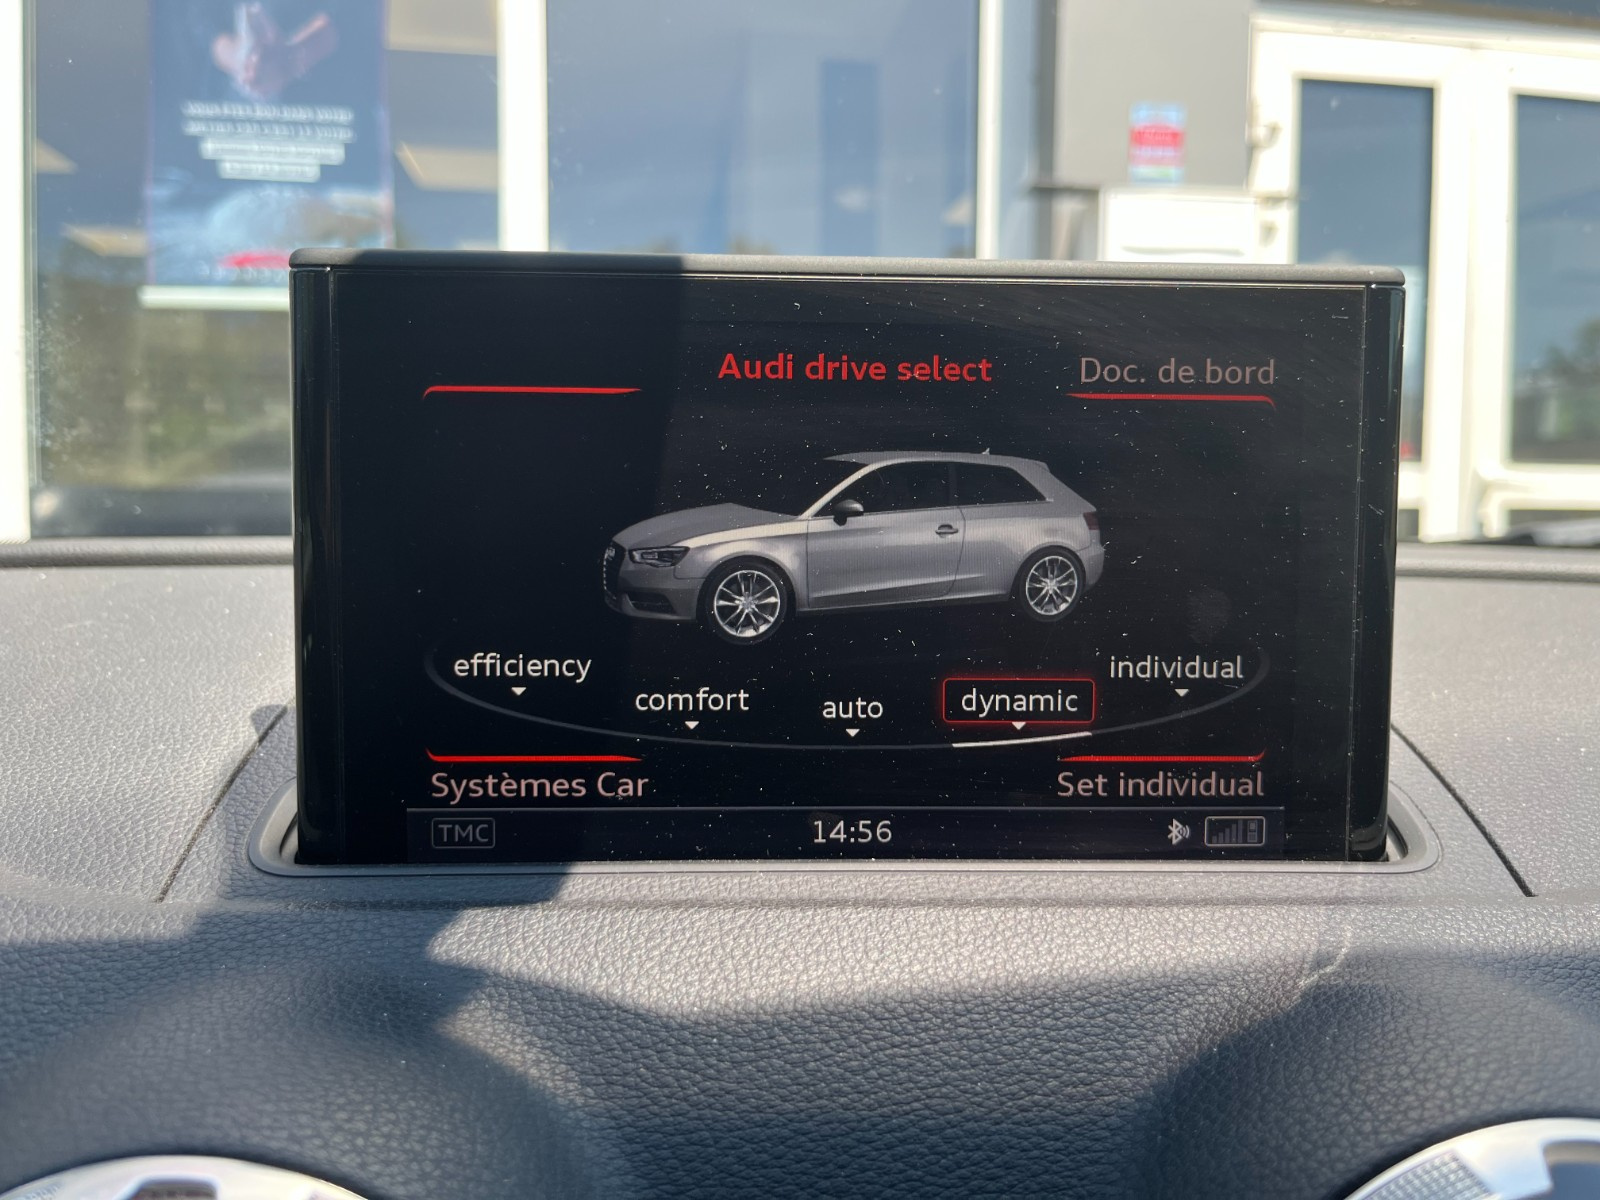 Audi drive select
Doc. de bord
efficiency
comfort
auto
dynamic
individual
Systèmes Car
Set individual
TMC
14:56